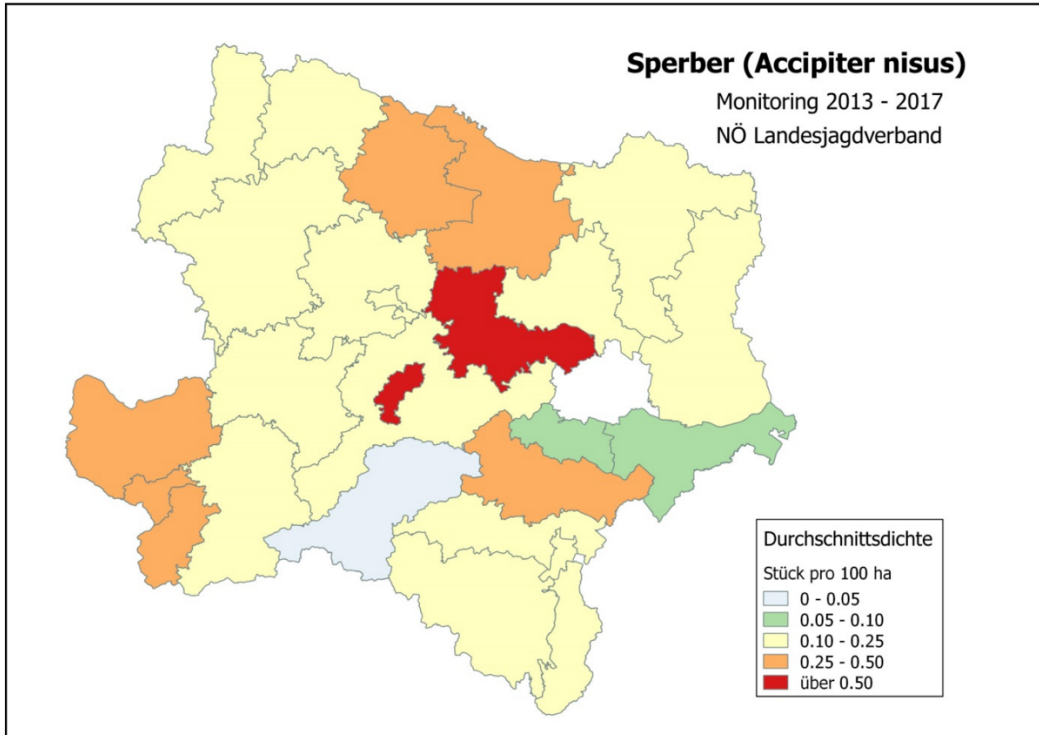 Sperber (Accipiter nisus)
Monitoring 2013 - 2017
NÖ Landesjagdverband
Durchschnittsdichte
Stück pro 100 ha
0 - 0.05
0.05 - 0.10
0.10 - 0.25
0.25 - 0.50
über 0.50